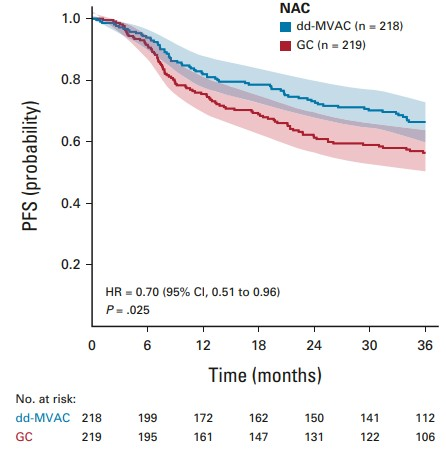 NAC
dd-MVAC (n = 218)
GC (n = 219)
1.0
0.8
0.6
0.4
0.2
PFS (probability)
HR = 0.70 (95% CI, 0.51 to 0.96)
P = .025
0 6 12 18 24 30 36
Time (months)
No. at risk:
dd-MVAC 218 199 172 162 150 141 112
GC 219 195 161 147 131 122 106